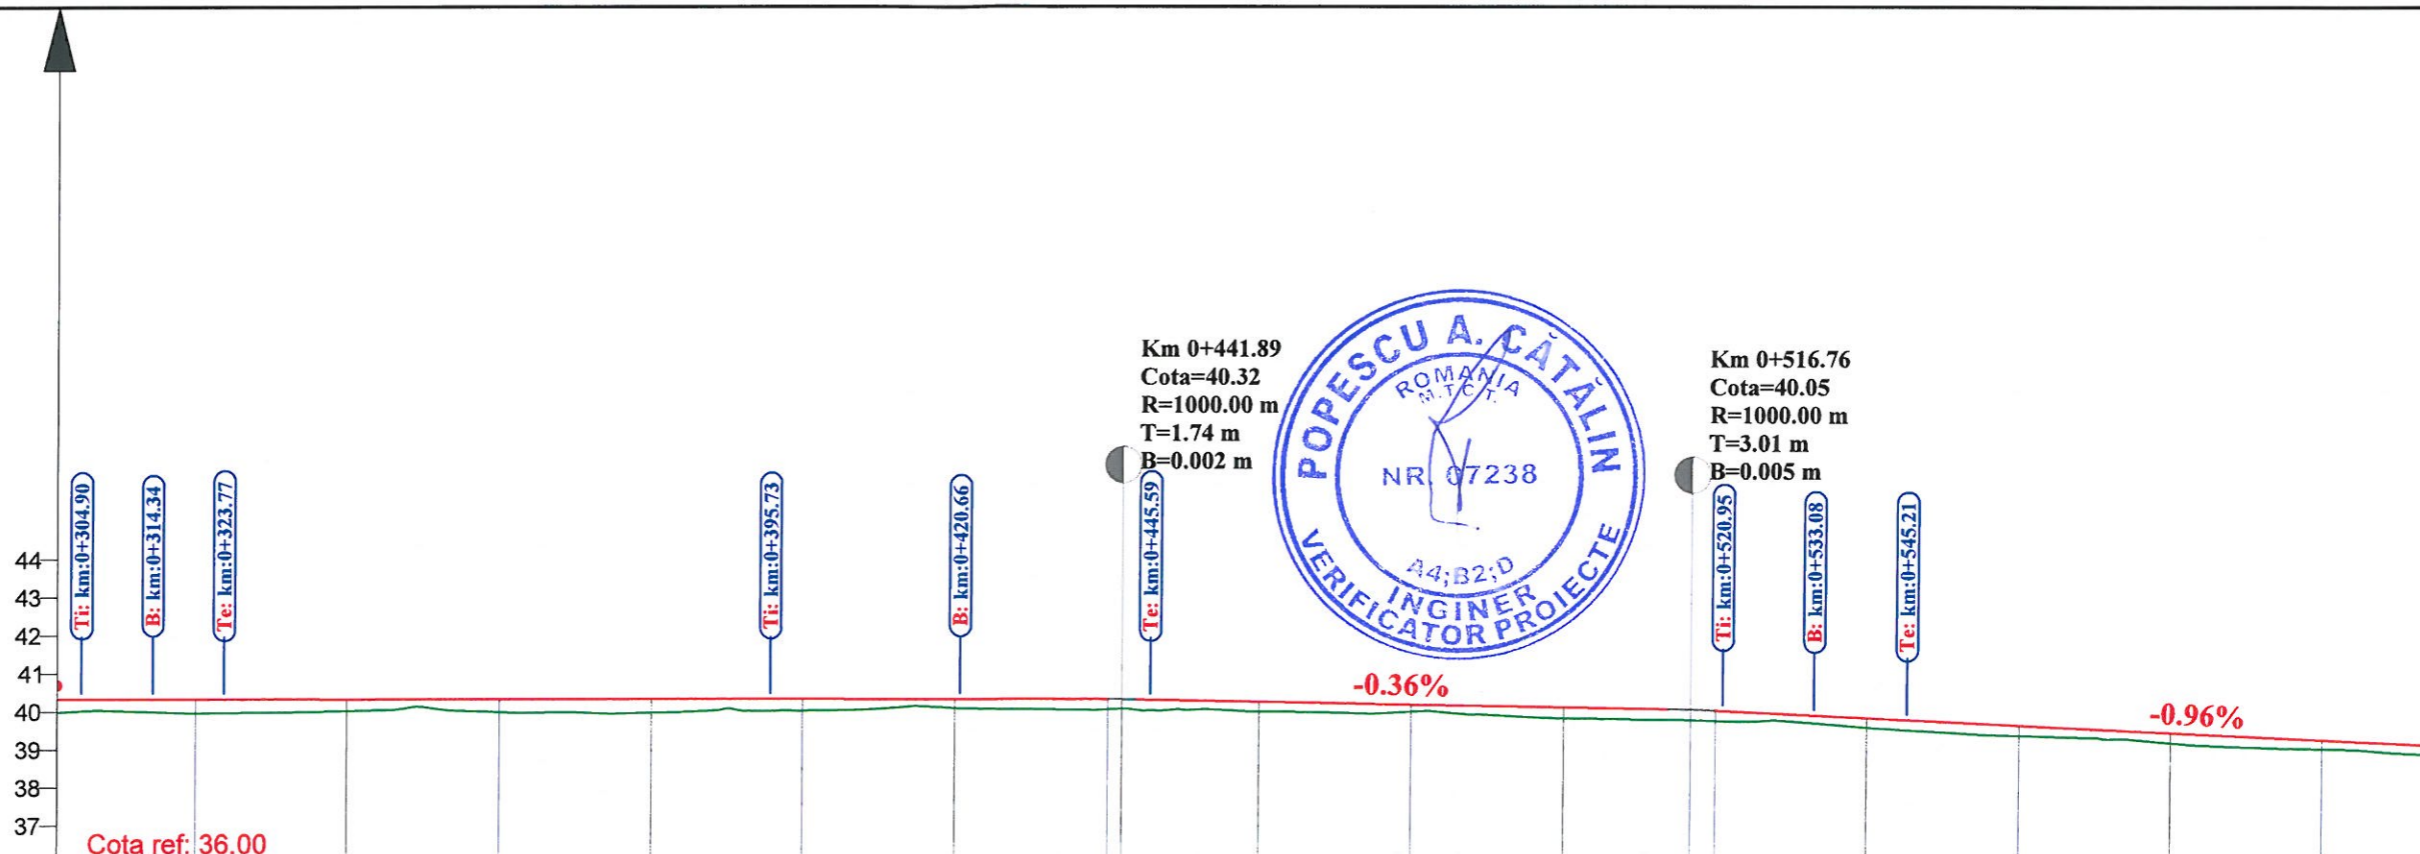 Km 0+441.89
Cota=40.32
R=1000.00 m
T=1.74 m
B=0.002 m
POPESCU A. CĂTĂLIN
ROMANIA
M.T.C.T.
NR. 07238
A4;B2;D
INGINER
VERIFICATOR PROIECTE
Km 0+516.76
Cota=40.05
R=1000.00 m
T=3.01 m
B=0.005 m
Ti: km:0+304.90
B: km:0+314.34
Te: km:0+323.77
Ti: km:0+395.73
B: km:0+420.66
Te: km:0+445.59
Ti: km:0+520.95
B: km:0+533.08
Te: km:0+545.21
44
43
42
41
40
39
38
37
-0.36%
-0.96%
Cota ref: 36.00